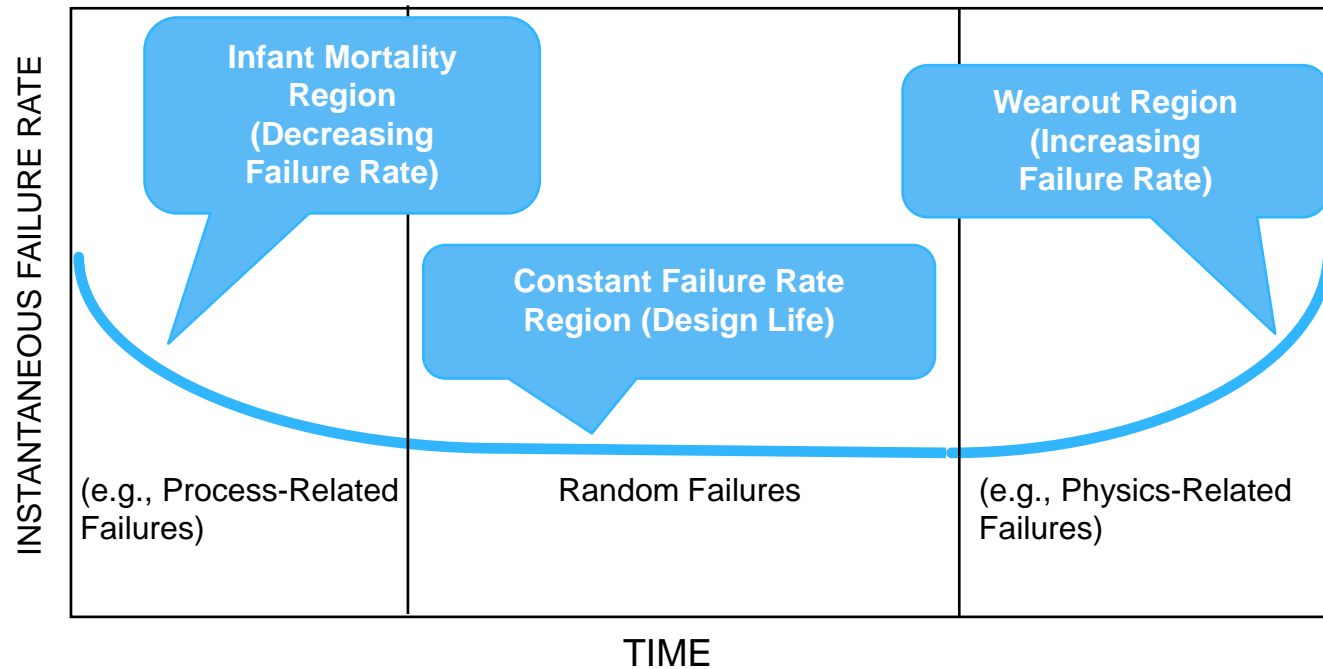 INSTANTANEOUS FAILURE RATE
Infant Mortality
Region
(Decreasing
Failure Rate)
Constant Failure Rate
Region (Design Life)
Wearout Region
(Increasing
Failure Rate)
(e.g., Process-Related
Failures)
Random Failures
(e.g., Physics-Related
Failures)
TIME